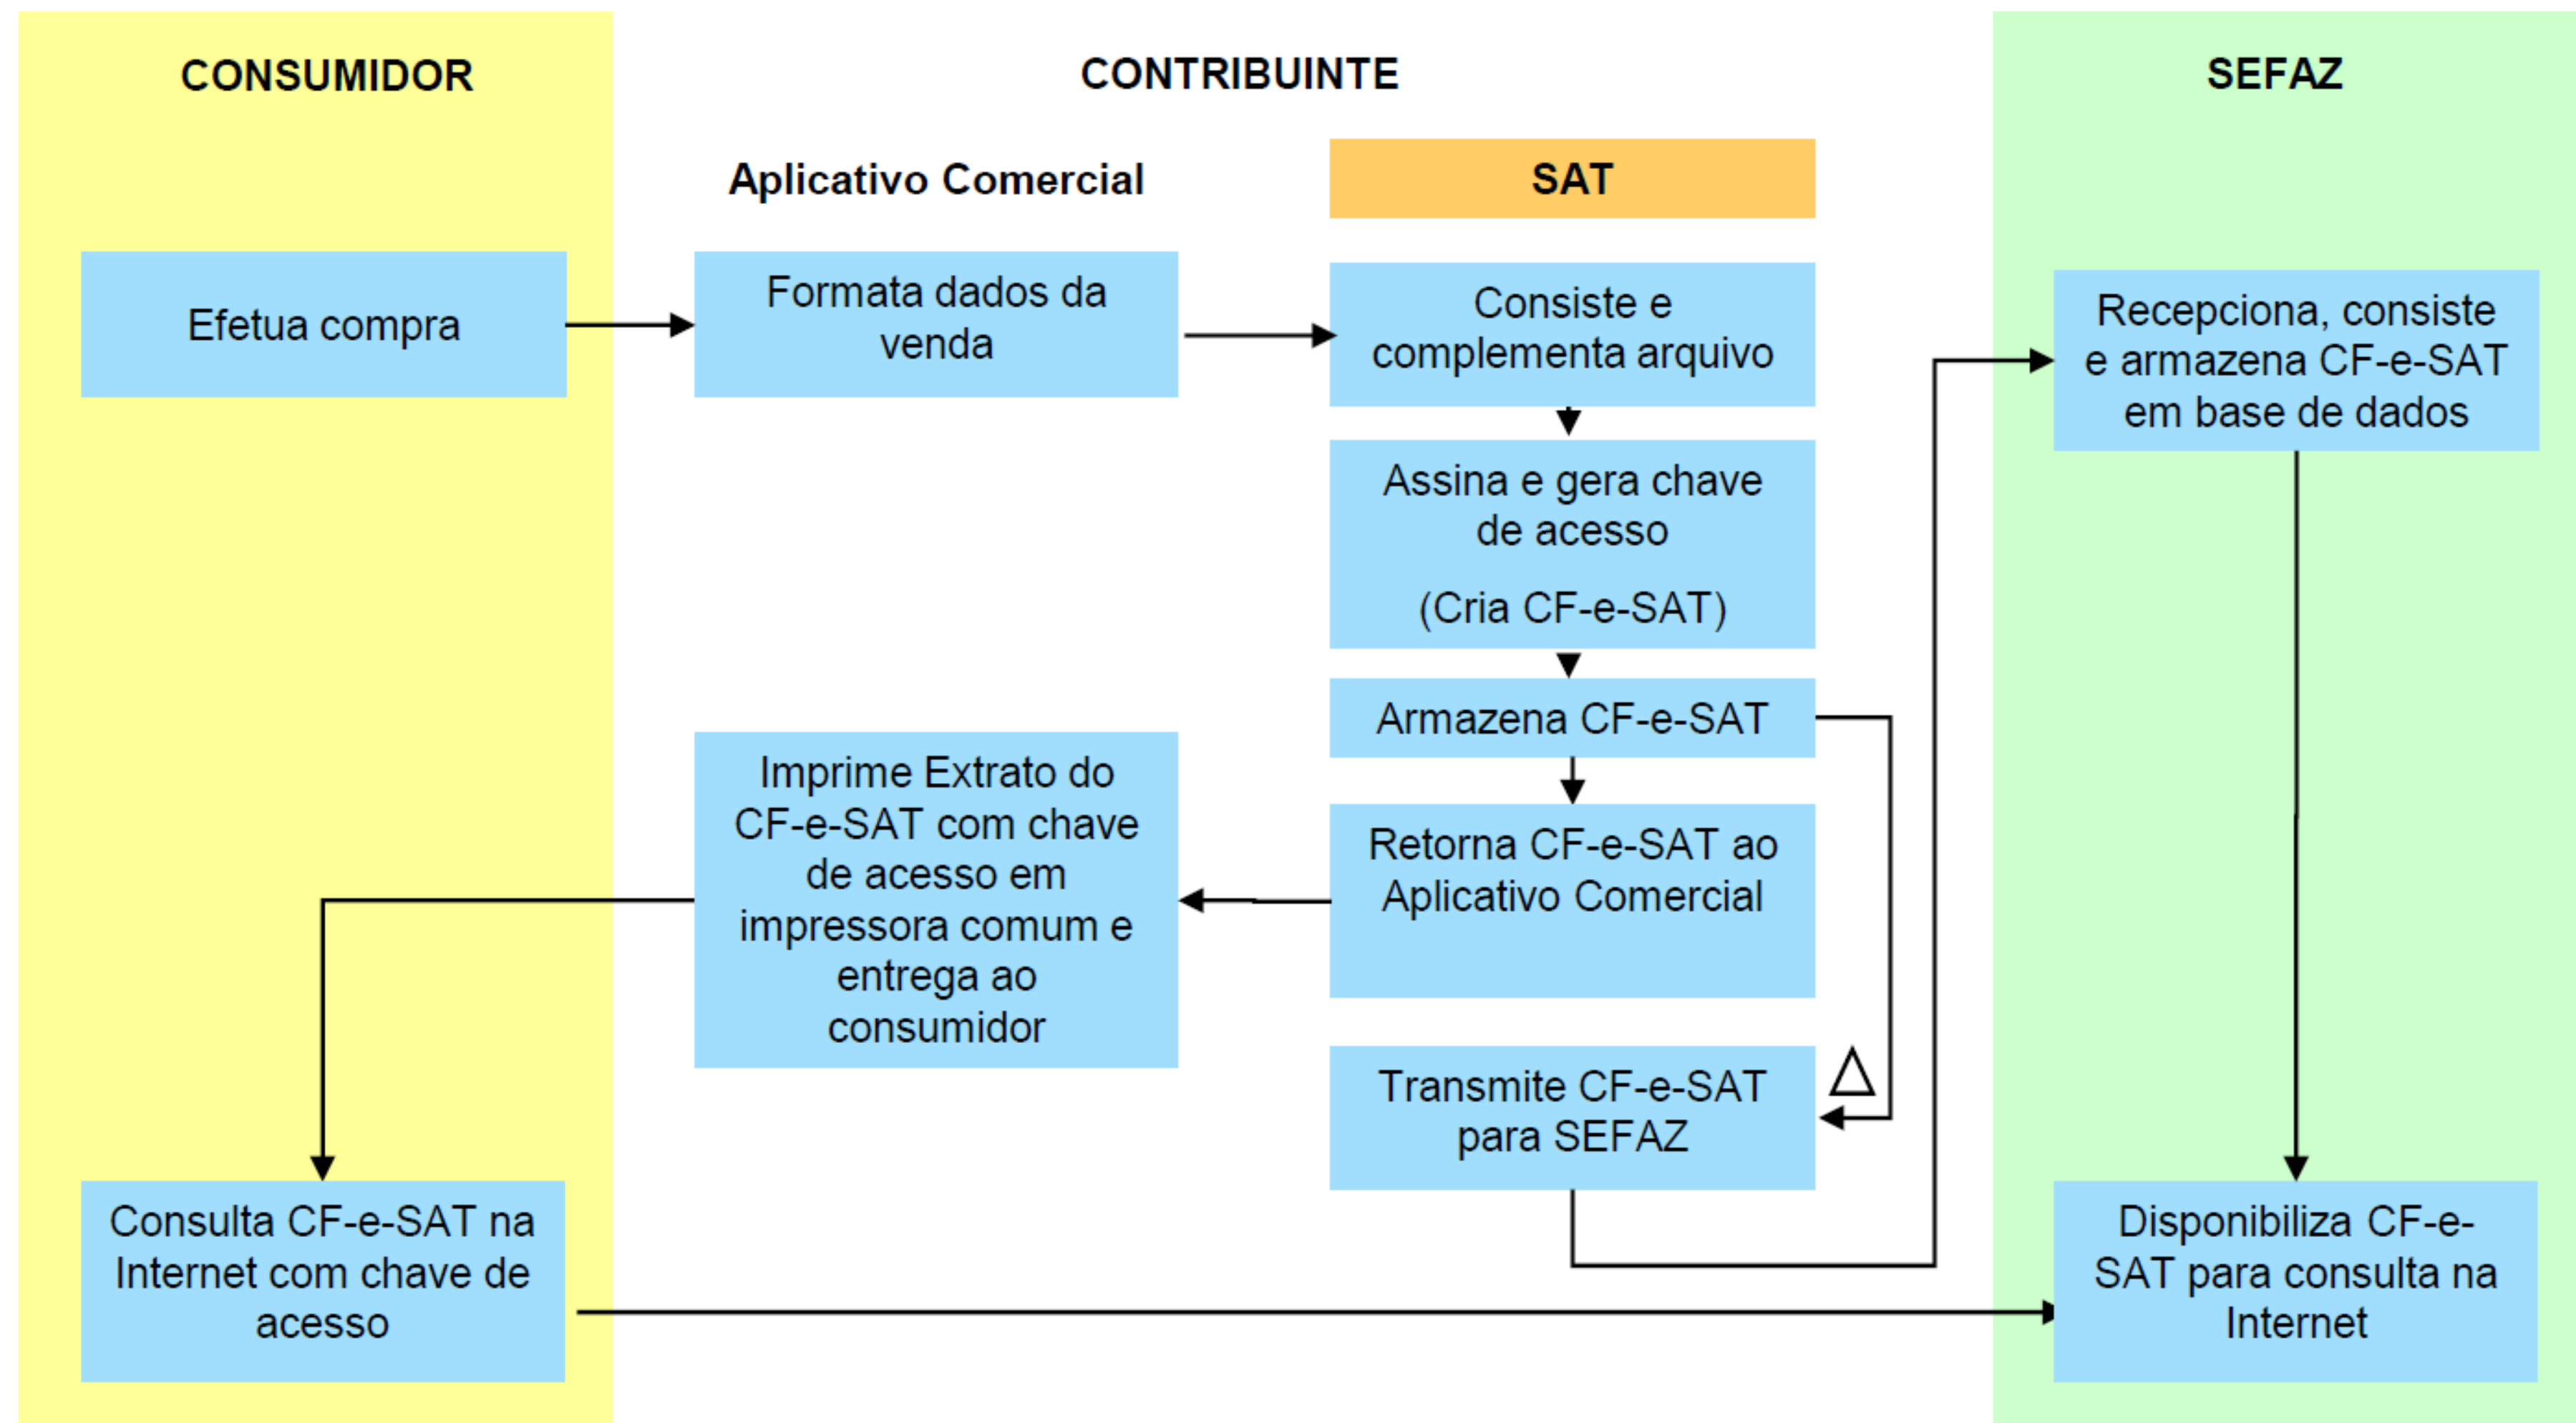 CONSUMIDOR
CONTRIBUINTE
SEFAZ
Aplicativo Comercial
SAT
Efetua compra
Formata dados da
venda
Consiste e
complementa arquivo
Assina e gera chave
de acesso
(Cria CF-e-SAT)
Armazena CF-e-SAT
Retorna CF-e-SAT ao
Aplicativo Comercial
Imprime Extrato do
CF-e-SAT com chave
de acesso em
impressora comum e
entrega ao
consumidor
Transmite CF-e-SAT
para SEFAZ
Recepciona, consiste
e armazena CF-e-SAT
em base de dados
Consulta CF-e-SAT na
Internet com chave de
acesso
Disponibiliza CF-e-
SAT para consulta na
Internet